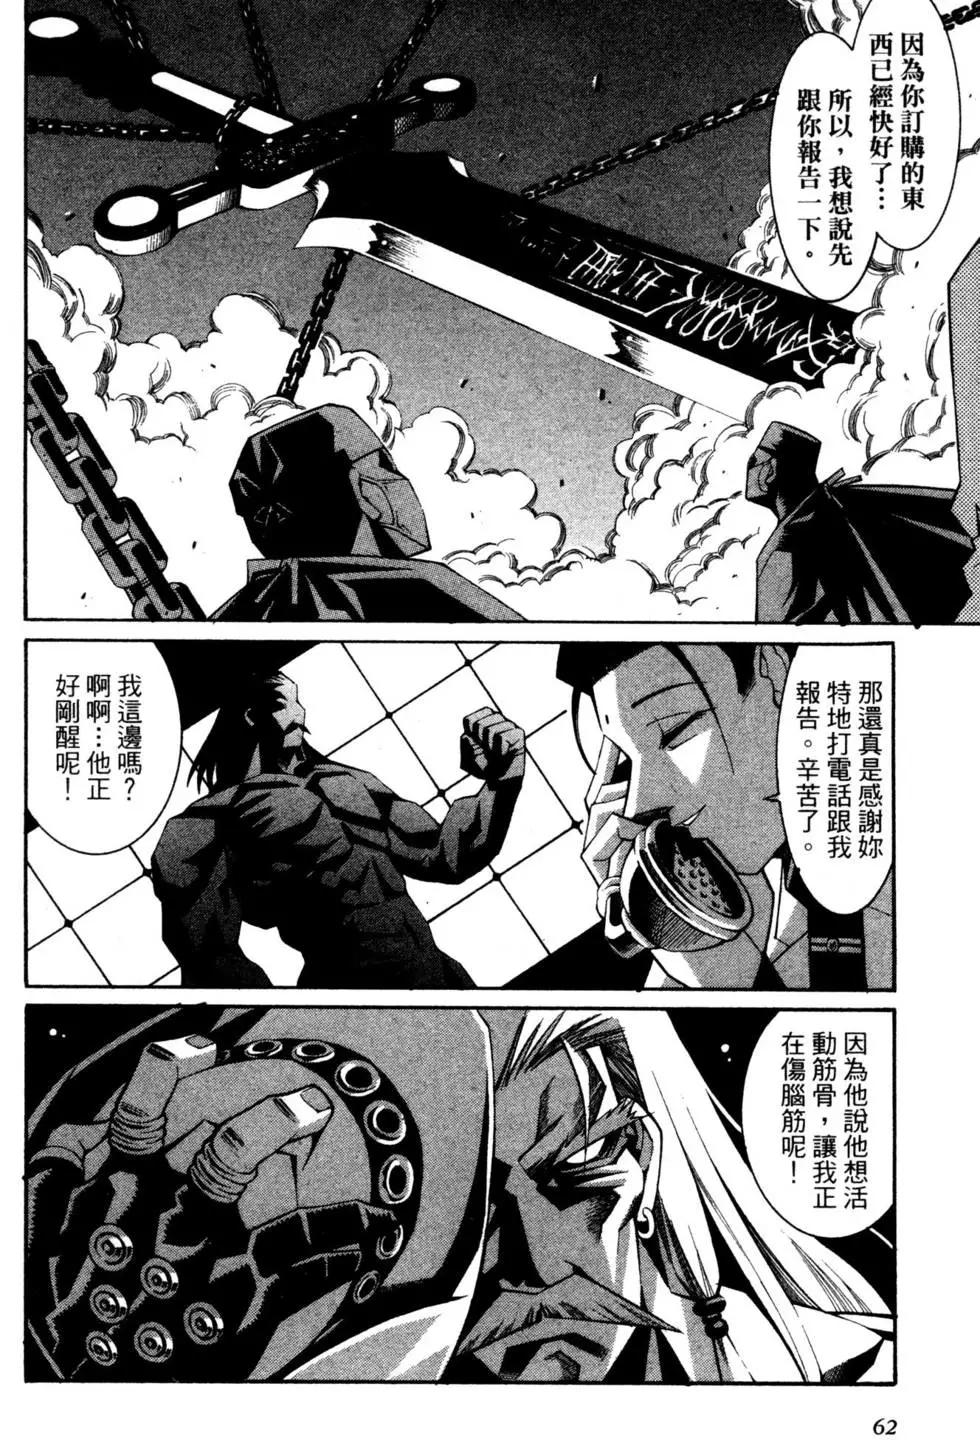 因為你訂購的東
西已經快好了…
所以，我想說先
跟你報告一下。
那還真是感謝妳
特地打電話跟我
報告。辛苦了。
我這邊嗎？
啊啊…他正
好剛醒呢！
因為他說他想活
動筋骨，讓我正
在傷腦筋呢！
62